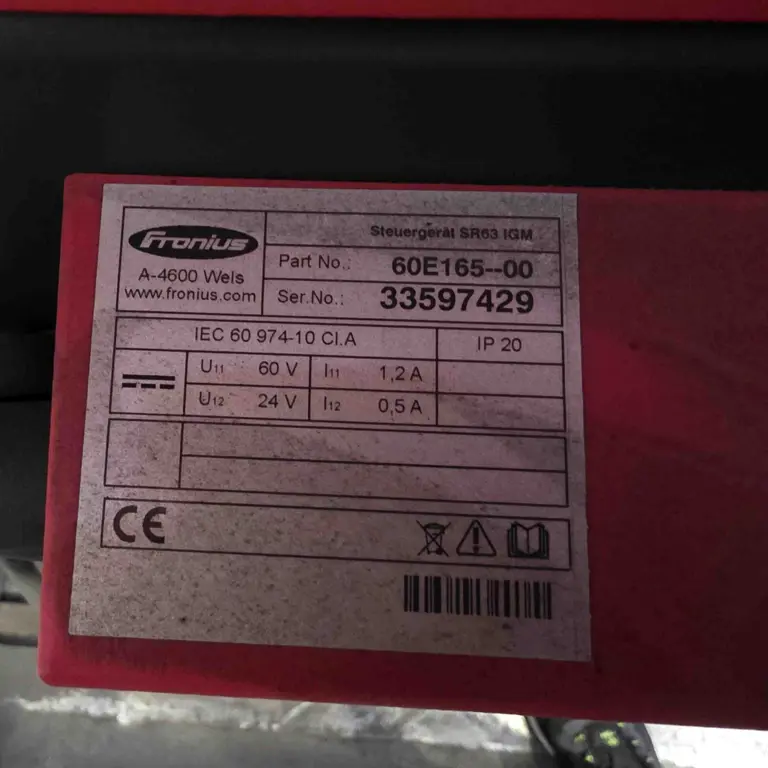 Fronius
A-4600 Wels
www.fronius.com
Steuergerät SR63 IGM
Part No.: 60E165--00
Ser.No.: 33597429
IEC 60 974-10 Cl.A
IP 20
U11 60 V I11 1,2 A
U12 24 V I12 0,5 A
CE